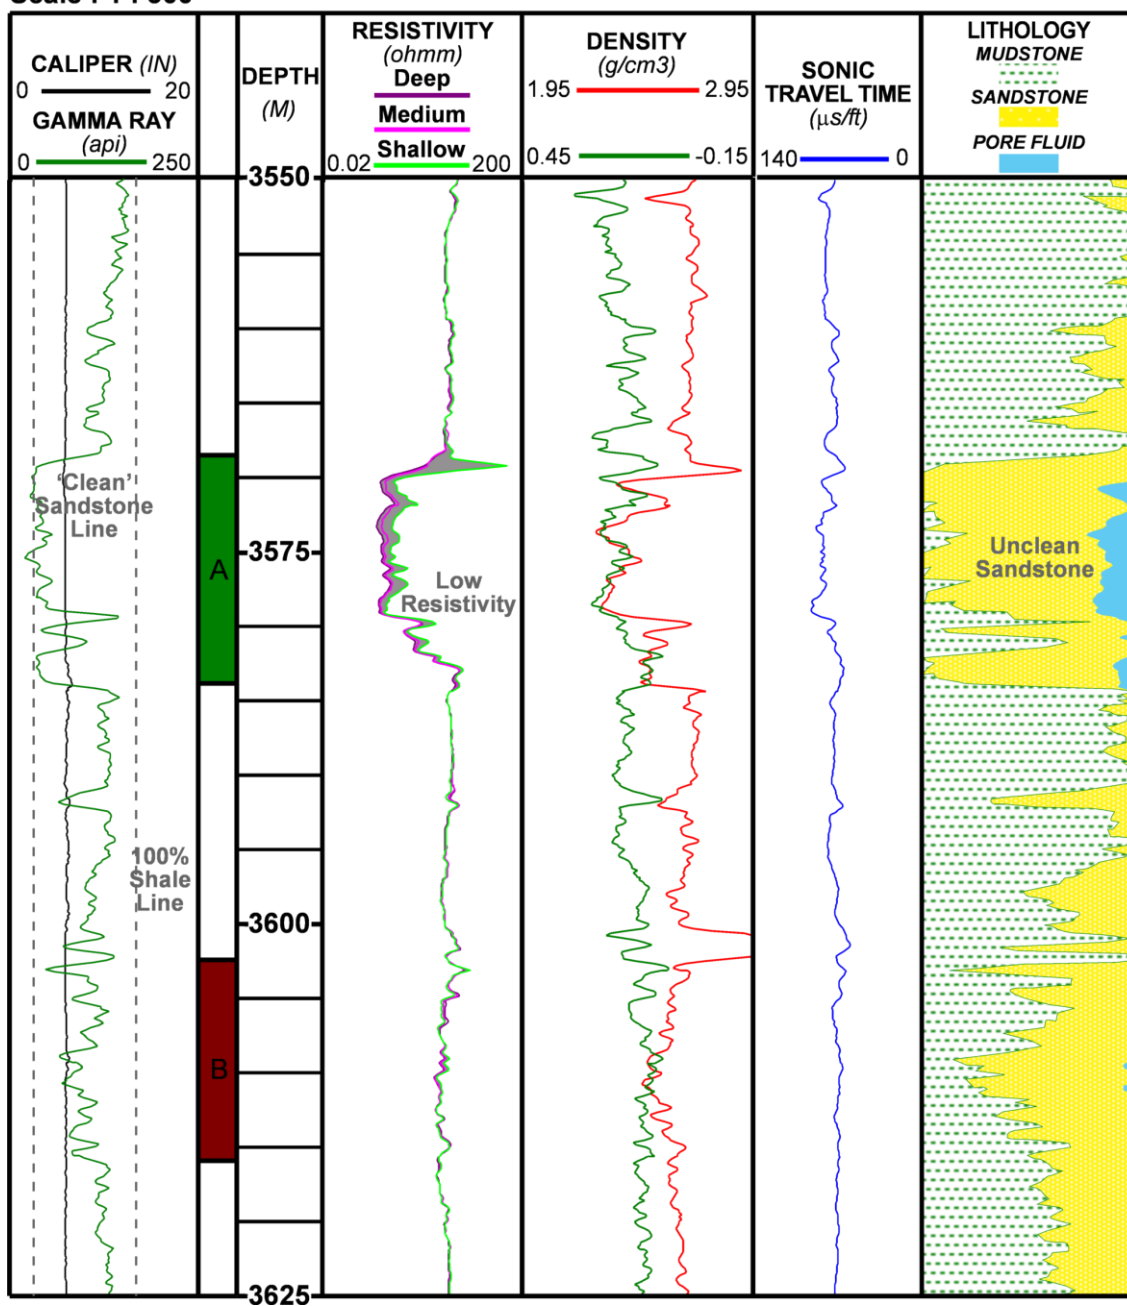 CALIPER (IN)
0 20
GAMMA RAY
(api)
0 250
DEPTH
(M)
RESISTIVITY
(ohmm)
Deep
Medium
Shallow
0.02 200
DENSITY
(g/cm3)
1.95 2.95
0.45 -0.15
SONIC
TRAVEL TIME
(µs/ft)
140 0
LITHOLOGY
MUDSTONE
SANDSTONE
PORE FLUID
3550
'Clean'
Sandstone
Line
A
3575
Low
Resistivity
Unclean
Sandstone
100%
Shale
Line
3600
B
3625